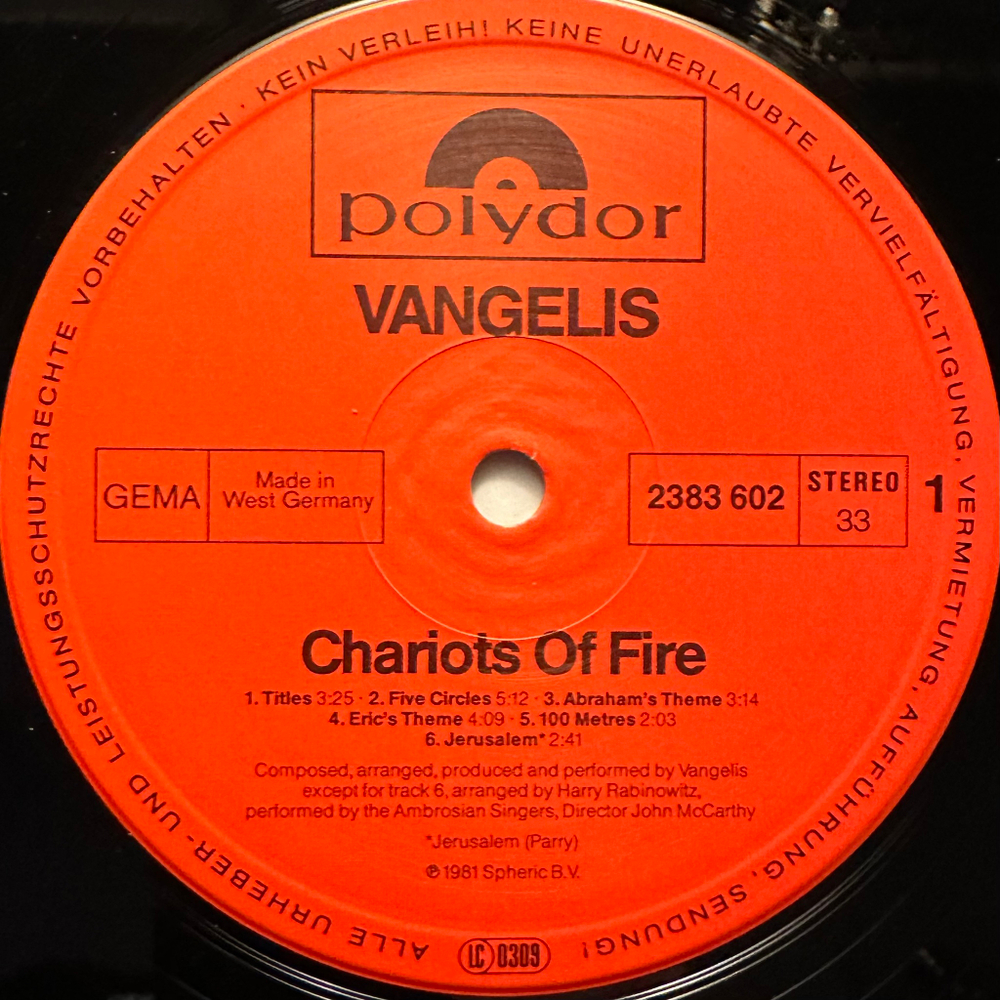 ALLE URHEBER- UND LEISTUNGSSCHUTZRECHTE VORBEHALTEN · KEIN VERLEIH! KEINE UNERLAUBTE VERVIELFÄLTIGUNG, VERMIETUNG, AUFFÜHRUNG, SENDUNG!
polydor
VANGELIS
GEMA
Made in
West Germany
2383 602
STEREO
33
1
Chariots Of Fire
1. Titles 3:25 · 2. Five Circles 5:12 · 3. Abraham's Theme 3:14
4. Eric's Theme 4:09 · 5. 100 Metres 2:03
6. Jerusalem* 2:41
Composed, arranged, produced and performed by Vangelis
except for track 6, arranged by Harry Rabinowitz,
performed by the Ambrosian Singers, Director John McCarthy
*Jerusalem (Parry)
℗ 1981 Spheric B.V.
LC 0309